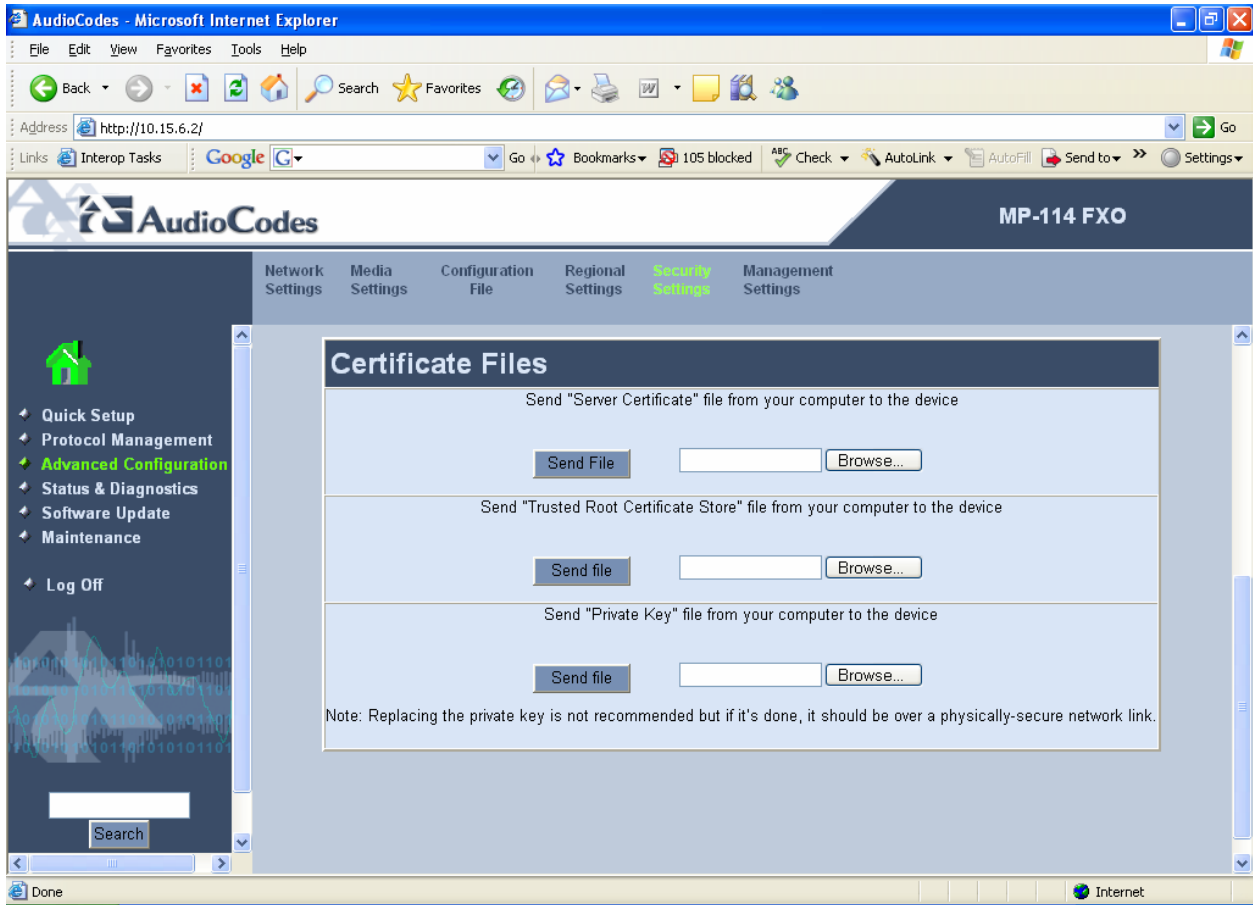 AudioCodes - Microsoft Internet Explorer
File Edit View Favorites Tools Help
Back Search Favorites
Address http://10.15.6.2/ Go
Links Interop Tasks Google G Go Bookmarks 105 blocked ABC Check AutoLink AutoFill Send to >> Settings
AudioCodes
MP-114 FXO
Network Settings
Media Settings
Configuration File
Regional Settings
Security Settings
Management Settings
Quick Setup
Protocol Management
Advanced Configuration
Status & Diagnostics
Software Update
Maintenance
Log Off
Search
Certificate Files
Send "Server Certificate" file from your computer to the device
Send File Browse...
Send "Trusted Root Certificate Store" file from your computer to the device
Send file Browse...
Send "Private Key" file from your computer to the device
Send file Browse...
Note: Replacing the private key is not recommended but if it's done, it should be over a physically-secure network link.
Done
Internet